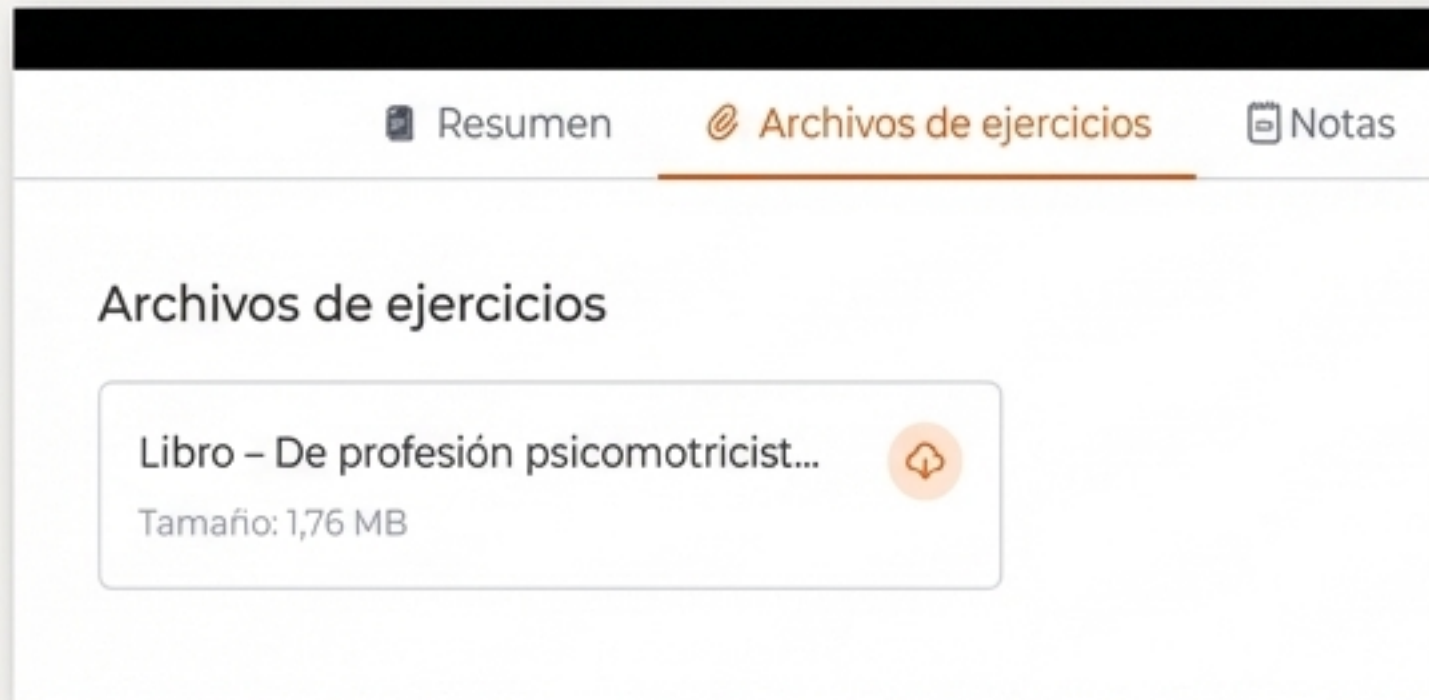 Resumen
Archivos de ejercicios
Notas
Archivos de ejercicios
Libro – De profesión psicomotricist...
Tamaño: 1,76 MB